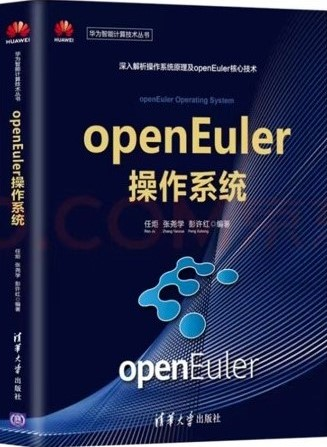 HUAWEI
华为智能计算技术丛书
openEuler操作系统
任炬 张尧学 彭许红 编著
清华大学出版社
HUAWEI
华为智能计算技术丛书
深入解析操作系统原理及openEuler核心技术
openEuler Operating System
openEuler
操作系统
任炬 张尧学 彭许红◎编著
Ren Ju Zhang Yaoxue Peng Xuhong
openEuler
清华大学出版社